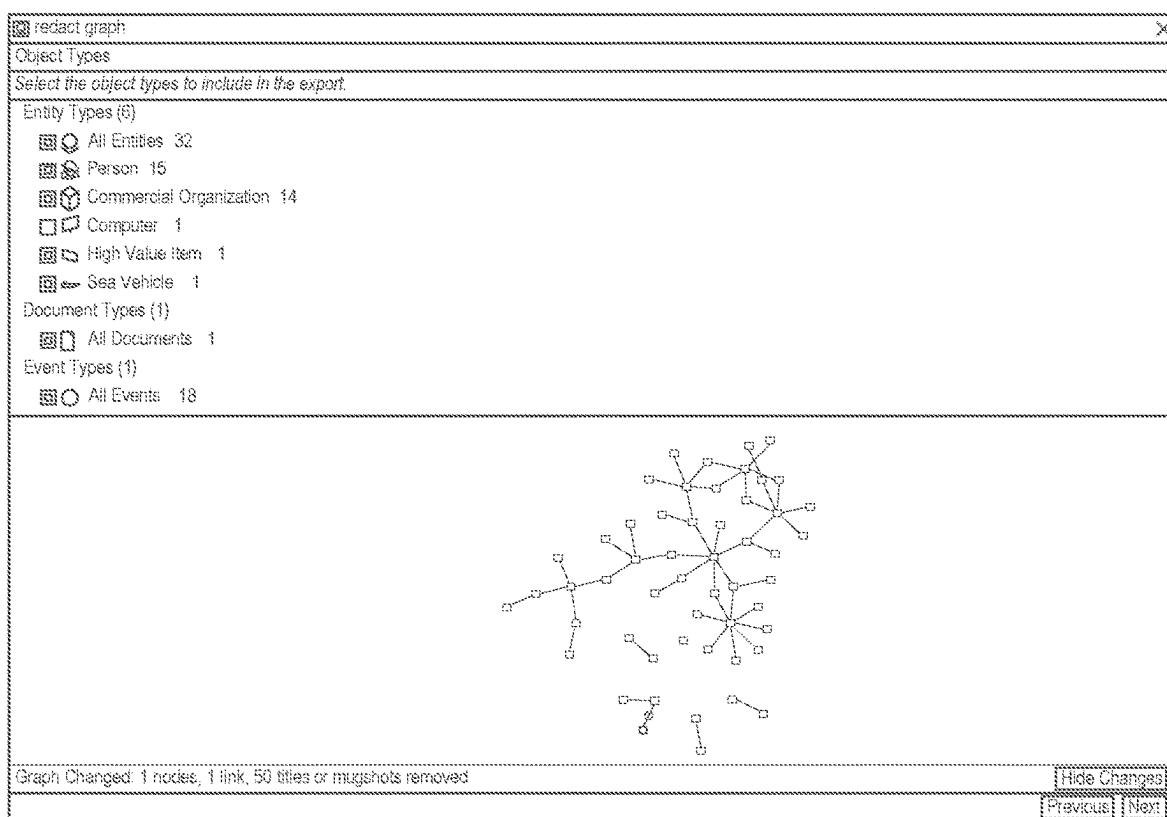 redact graph
Object Types
Select the object types to include in the export.
Entity Types (6)
All Entities 32
Person 15
Commercial Organization 14
Computer 1
High Value Item 1
Sea Vehicle 1
Document Types (1)
All Documents 1
Event Types (1)
All Events 18
Graph Changed: 1 nodes, 1 link, 50 titles or mugshots removed
Hide Changes
Previous Next